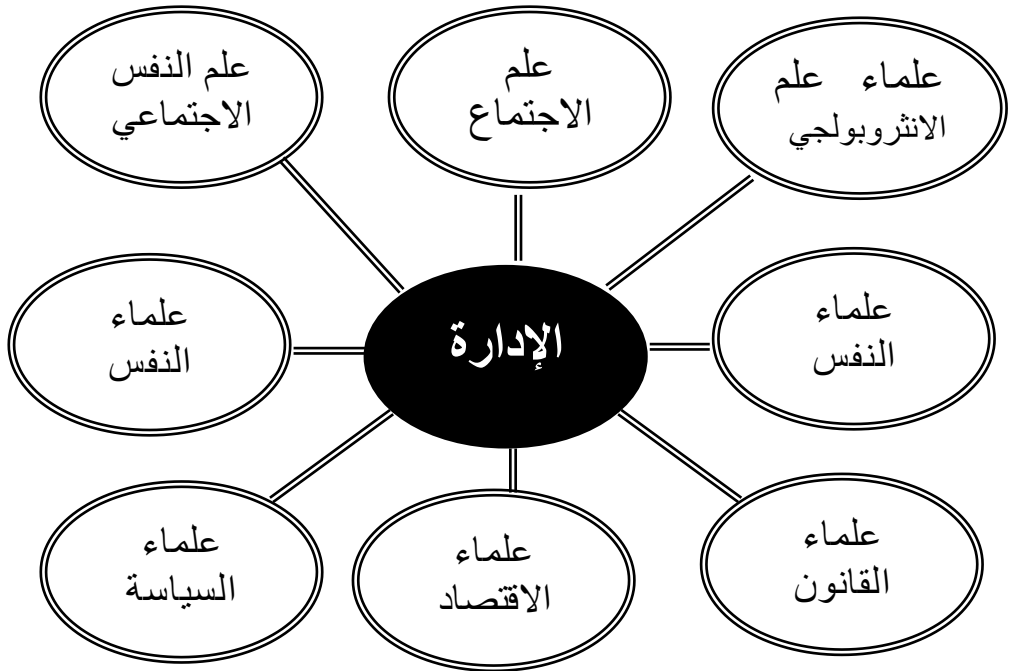 علماء علم
الانثروبولجي
علم
الاجتماع
علم النفس
الاجتماعي
علماء
النفس
الإدارة
علماء
النفس
علماء
القانون
علماء
الاقتصاد
علماء
السياسة